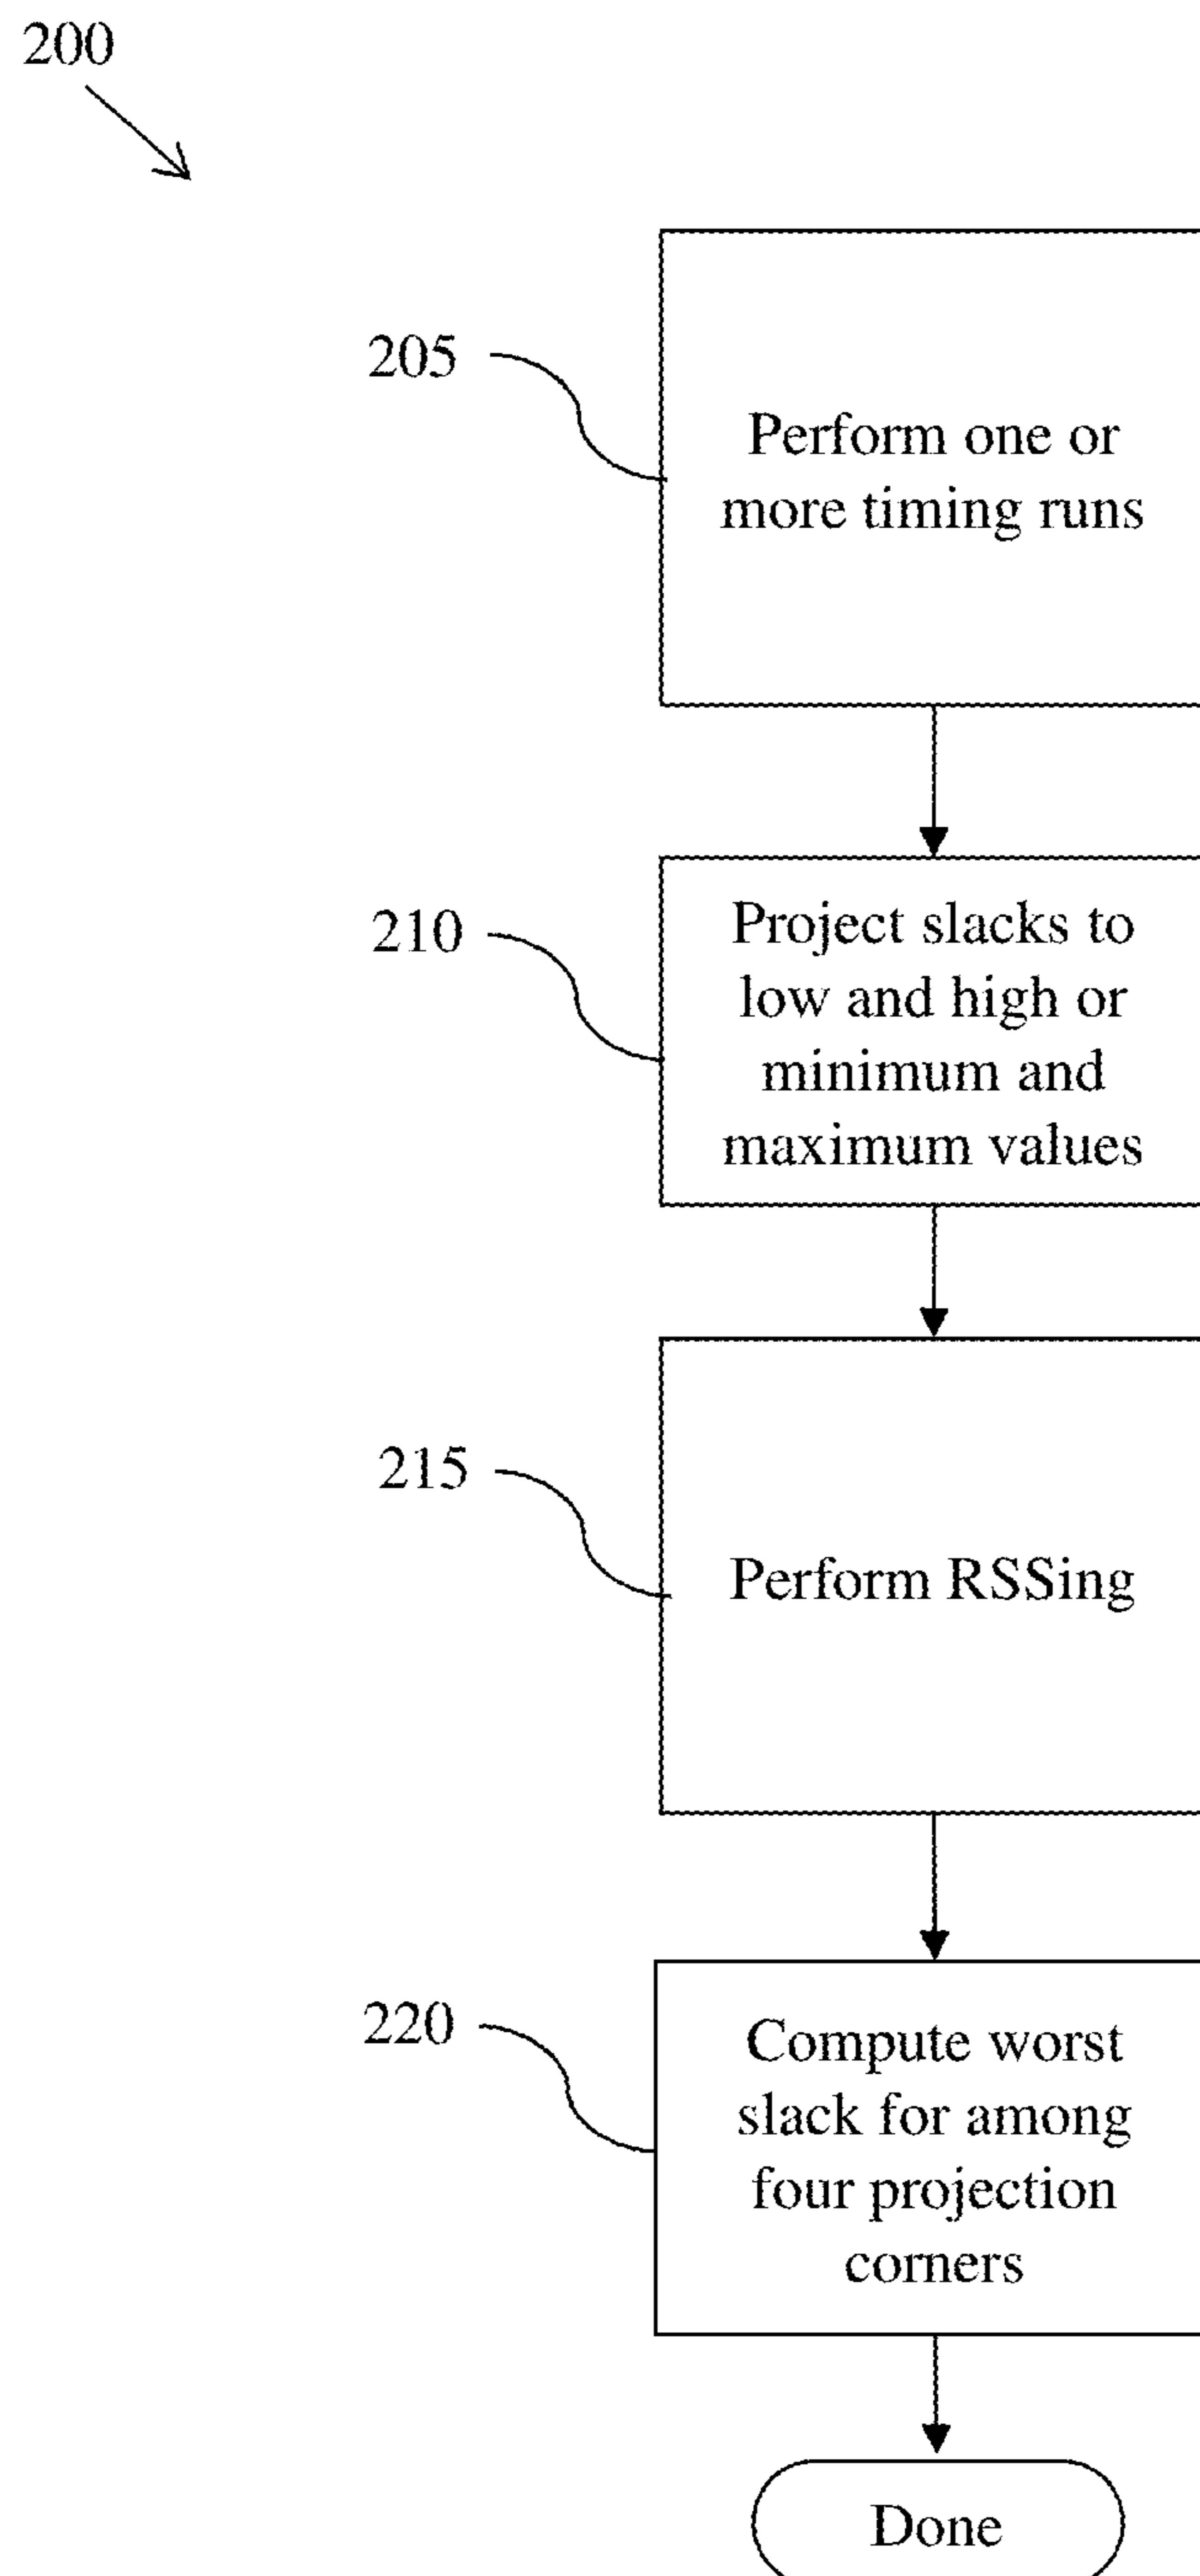 200
205
Perform one or
more timing runs
210
Project slacks to
low and high or
minimum and
maximum values
215
Perform RSSing
220
Compute worst
slack for among
four projection
corners
Done